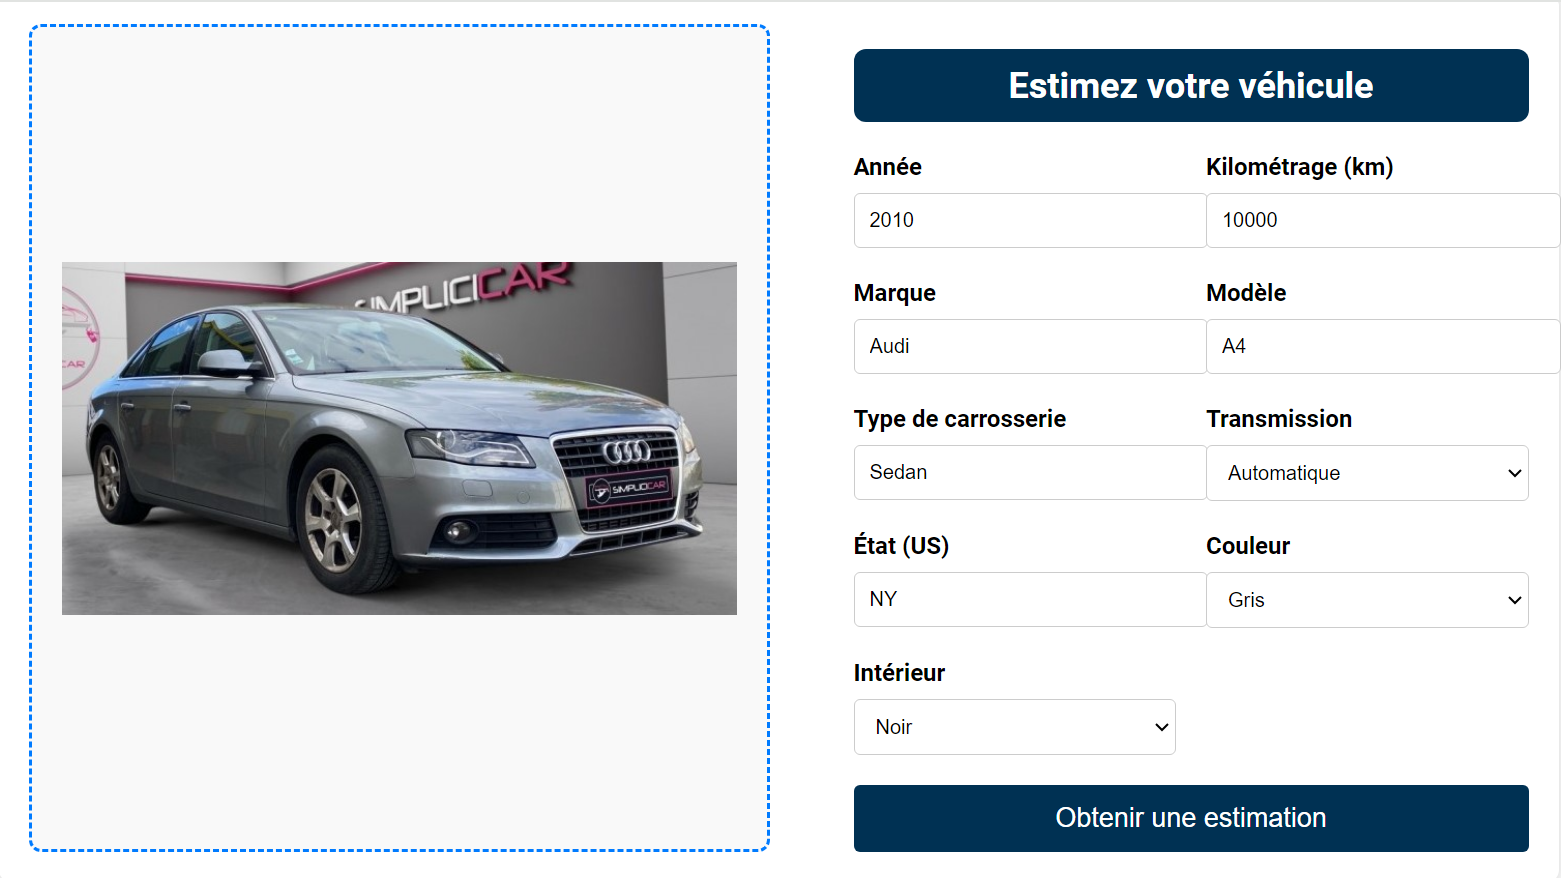 SIMPLICICAR
CAR
SIMPLICICAR
Estimez votre véhicule
Année
Kilométrage (km)
2010
10000
Marque
Modèle
Audi
A4
Type de carrosserie
Transmission
Sedan
Automatique
État (US)
Couleur
NY
Gris
Intérieur
Noir
Obtenir une estimation